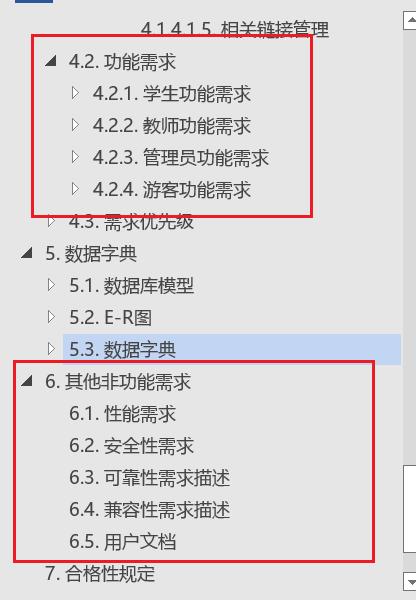 4.1.4.1.5. 相关链接管理
4.2. 功能需求
4.2.1. 学生功能需求
4.2.2. 教师功能需求
4.2.3. 管理员功能需求
4.2.4. 游客功能需求
4.3. 需求优先级
5. 数据字典
5.1. 数据库模型
5.2. E-R图
5.3. 数据字典
6. 其他非功能需求
6.1. 性能需求
6.2. 安全性需求
6.3. 可靠性需求描述
6.4. 兼容性需求描述
6.5. 用户文档
7. 合格性规定